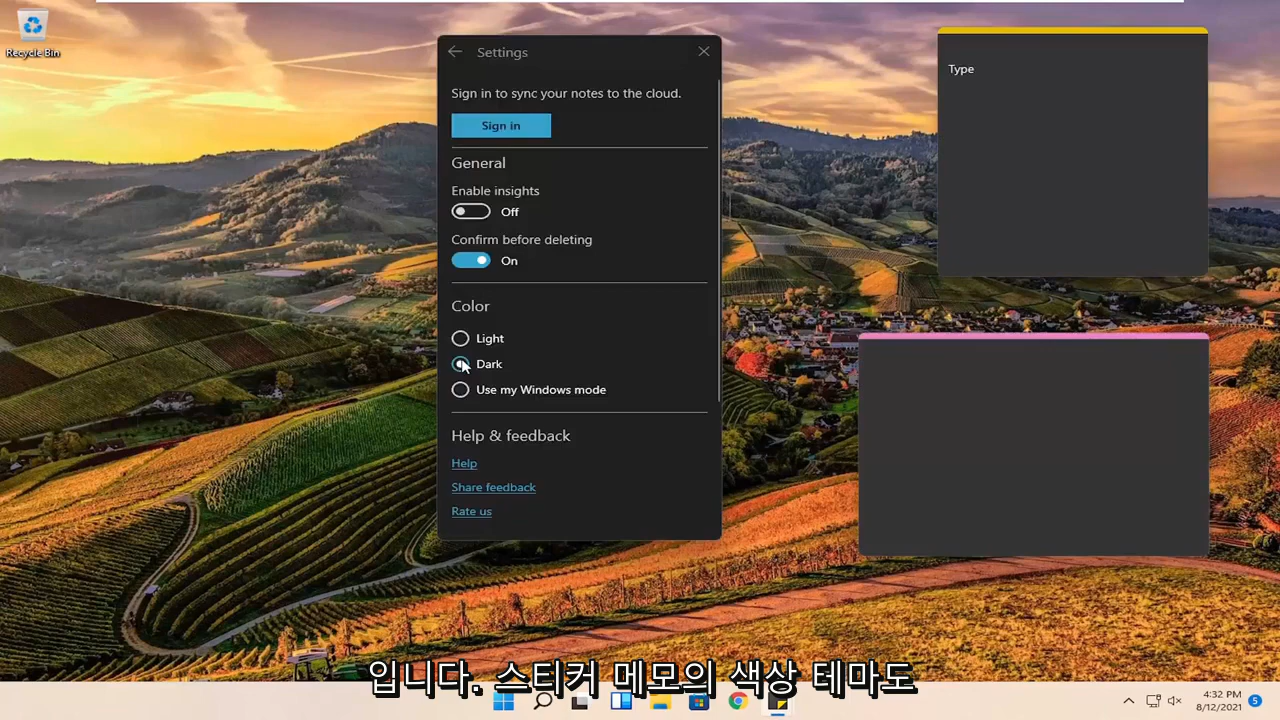 Recycle Bin
Settings
Sign in to sync your notes to the cloud.
Sign in
General
Enable insights
Off
Confirm before deleting
On
Color
Light
Dark
Use my Windows mode
Help & feedback
Help
Share feedback
Rate us
Type
입니다. 스티커 메모의 색상 테마도
4:32 PM
8/12/2021
5